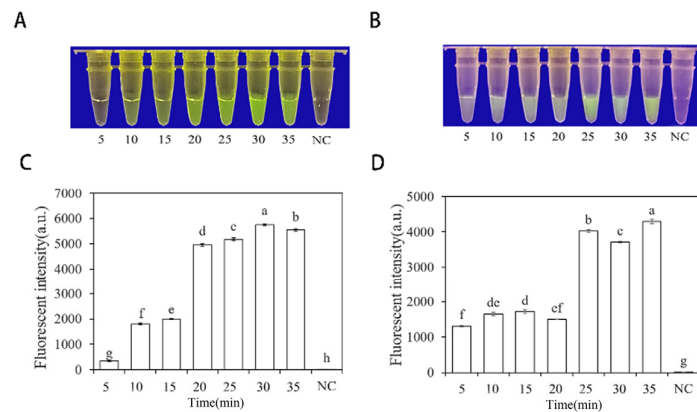 A
B
5 10 15 20 25 30 35 NC
5 10 15 20 25 30 35 NC
C
D
Fluorescent intensity(a.u.)
7000
6000
5000
4000
3000
2000
1000
0
g f e d c a b h
5 10 15 20 25 30 35 NC
Time(min)
Fluorescent intensity(a.u.)
5000
4000
3000
2000
1000
0
f de d ef b c a g
5 10 15 20 25 30 35 NC
Time(min)